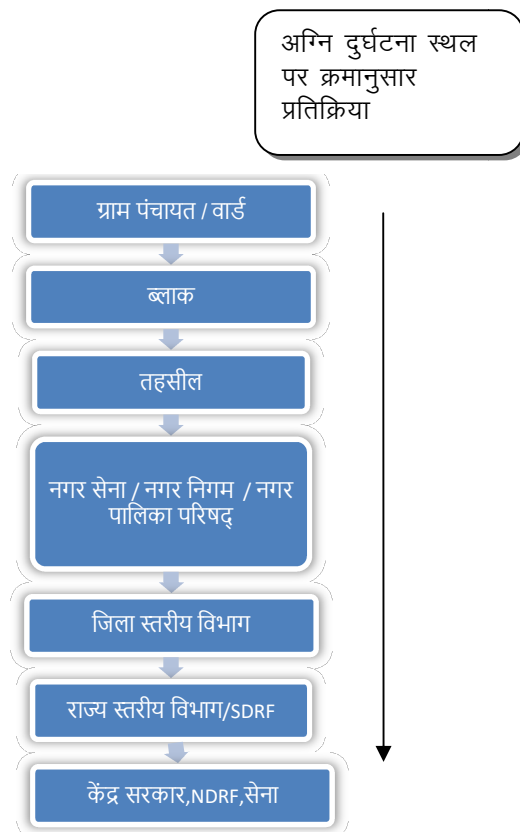 अग्नि दुर्घटना स्थल
पर क्रमानुसार
प्रतिक्रिया
ग्राम पंचायत / वार्ड
ब्लाक
तहसील
नगर सेना / नगर निगम / नगर
पालिका परिषद्
जिला स्तरीय विभाग
राज्य स्तरीय विभाग/SDRF
केंद्र सरकार,NDRF,सेना